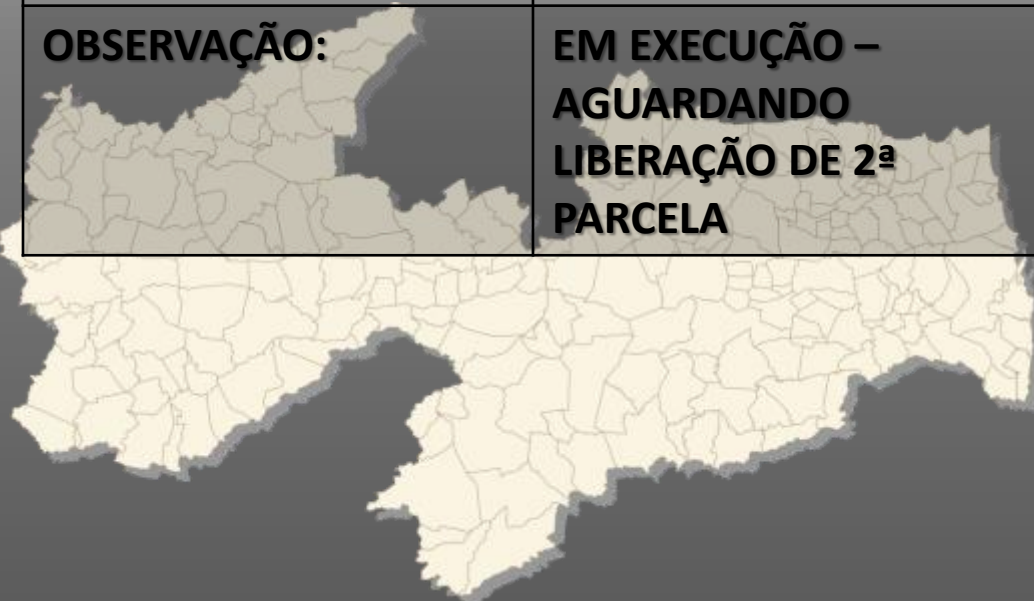 OBSERVAÇÃO:
EM EXECUÇÃO –
AGUARDANDO
LIBERAÇÃO DE 2ª
PARCELA